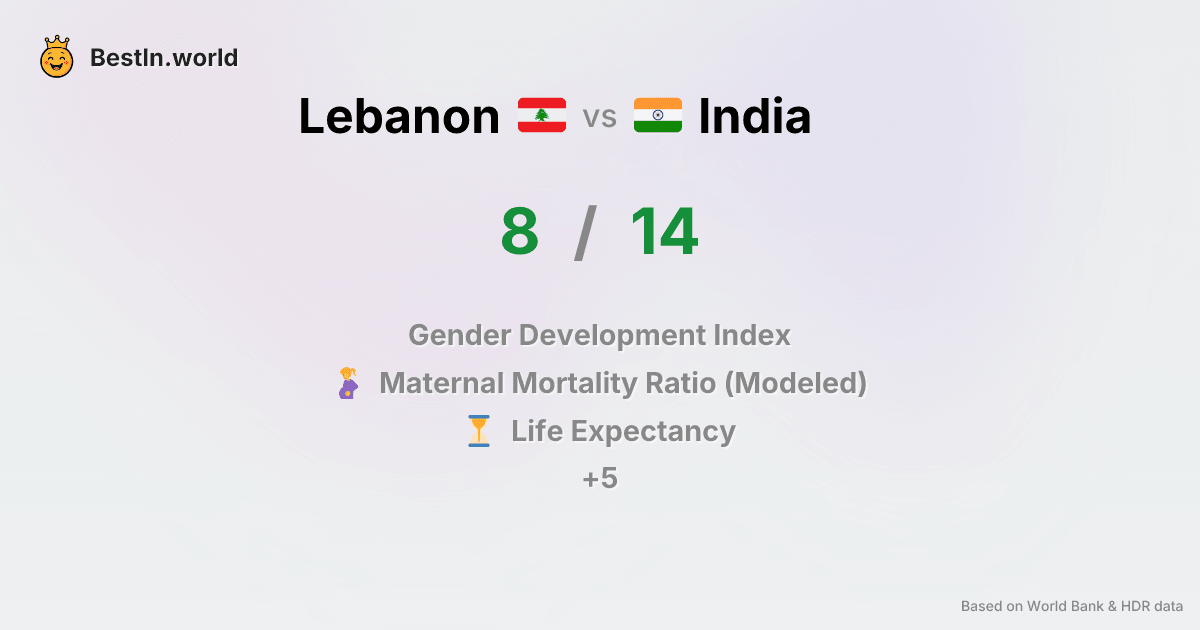 BestIn.world
Lebanon vs India
8 / 14
Gender Development Index
Maternal Mortality Ratio (Modeled)
Life Expectancy
+5
Based on World Bank & HDR data